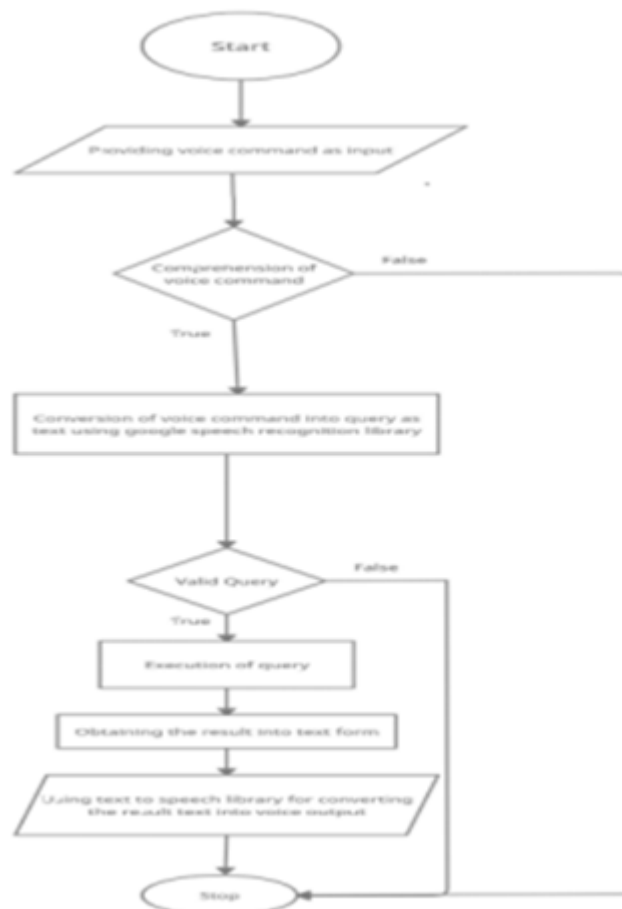 Start
Providing voice command as input
Comprehension of
voice command
False
True
Conversion of voice command into query as
text using google speech recognition library
Valid Query
False
True
Execution of query
Obtaining the result into text form
Using text to speech library for converting
the result text into voice output
Stop